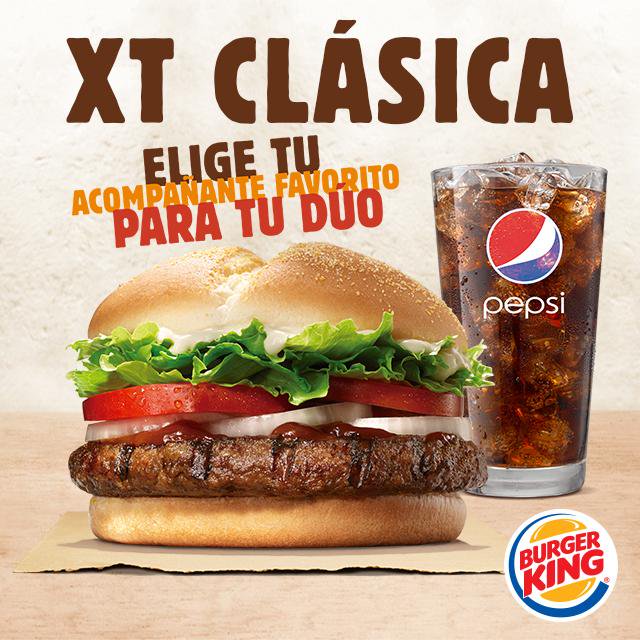 XT CLÁSICA
ELIGE TU
ACOMPAÑANTE FAVORITO
PARA TU DÚO
pepsi
BURGER
KING
®